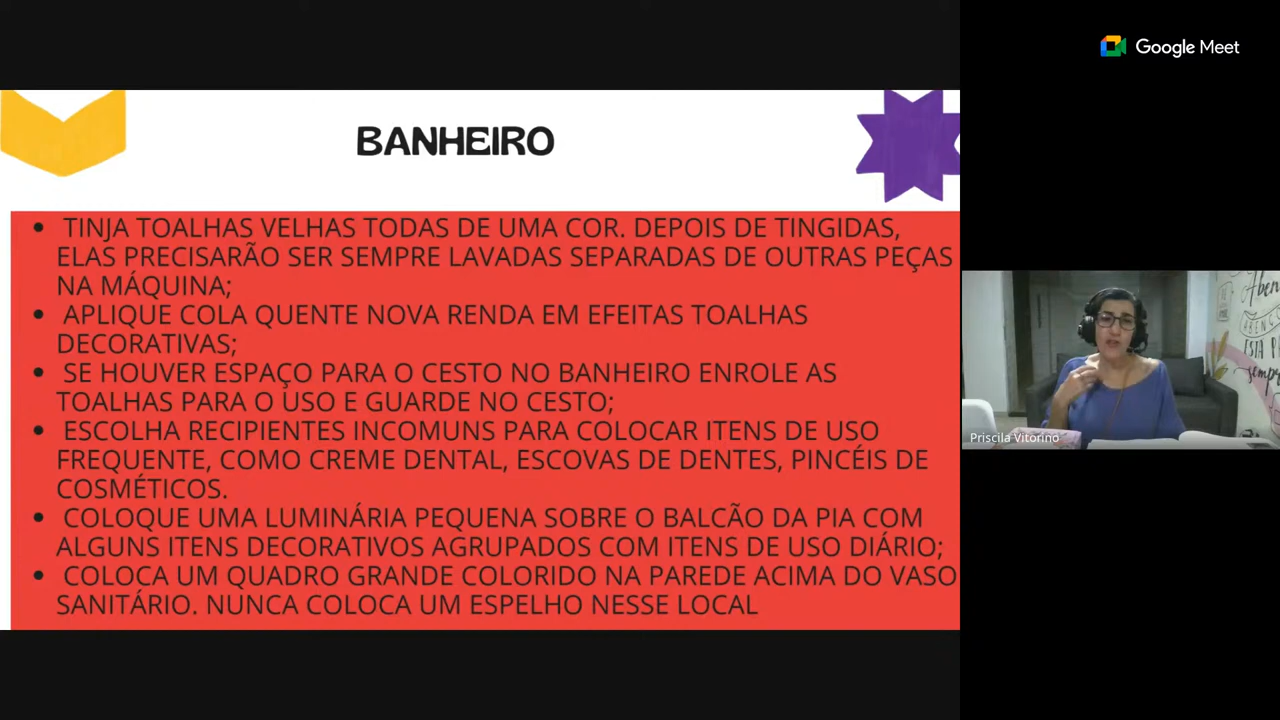 Google Meet
BANHEIRO
• TINJA TOALHAS VELHAS TODAS DE UMA COR. DEPOIS DE TINGIDAS,
ELAS PRECISARÃO SER SEMPRE LAVADAS SEPARADAS DE OUTRAS PEÇAS
NA MÁQUINA;
• APLIQUE COLA QUENTE NOVA RENDA EM EFEITAS TOALHAS
DECORATIVAS;
• SE HOUVER ESPAÇO PARA O CESTO NO BANHEIRO ENROLE AS
TOALHAS PARA O USO E GUARDE NO CESTO;
• ESCOLHA RECIPIENTES INCOMUNS PARA COLOCAR ITENS DE USO
FREQUENTE, COMO CREME DENTAL, ESCOVAS DE DENTES, PINCÉIS DE
COSMÉTICOS.
• COLOQUE UMA LUMINÁRIA PEQUENA SOBRE O BALCÃO DA PIA COM
ALGUNS ITENS DECORATIVOS AGRUPADOS COM ITENS DE USO DIÁRIO;
• COLOCA UM QUADRO GRANDE COLORIDO NA PAREDE ACIMA DO VASO
SANITÁRIO. NUNCA COLOCA UM ESPELHO NESSE LOCAL
Priscila Vitorino